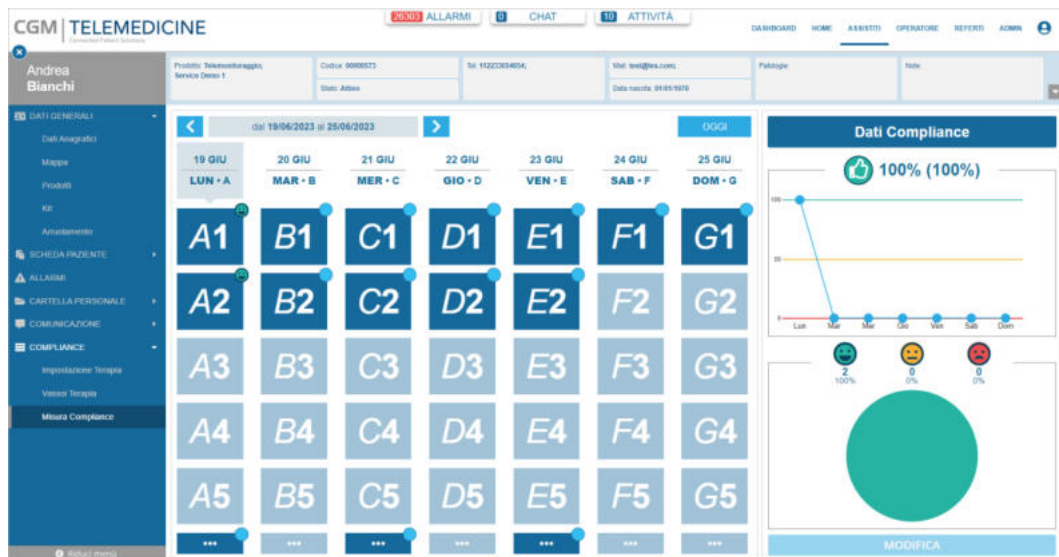 CGM | TELEMEDICINE
Connected Patient Solutions
26303 ALLARMI
0 CHAT
10 ATTIVITÀ
DASHBOARD HOME ASSISTITI OPERATORE REFERTI ADMIN
Andrea
Bianchi
Prodotto: Telemonitoraggio;
Service Demo 1
Codice: 00000573
Stato: Attivo
Tel: 112233654654;
Mail: test@tes.com;
Data nascita: 01/01/1970
Patologie:
Note:
DATI GENERALI
Dati Anagrafici
Mappa
Prodotti
Kit
Arruolamento
SCHEDA PAZIENTE
ALLARMI
CARTELLA PERSONALE
COMUNICAZIONE
COMPLIANCE
Impostazione Terapia
Vassoi Terapia
Misura Compliance
Riduci menù
dal 19/06/2023 al 25/06/2023
OGGI
19 GIU 20 GIU 21 GIU 22 GIU 23 GIU 24 GIU 25 GIU
LUN • A MAR • B MER • C GIO • D VEN • E SAB • F DOM • G
A1 B1 C1 D1 E1 F1 G1
A2 B2 C2 D2 E2 F2 G2
A3 B3 C3 D3 E3 F3 G3
A4 B4 C4 D4 E4 F4 G4
A5 B5 C5 D5 E5 F5 G5
••• ••• ••• ••• ••• ••• •••
Dati Compliance
100% (100%)
100
0
Lun Mar Mer Gio Ven Sab Dom
2 0 0
100% 0% 0%
MODIFICA